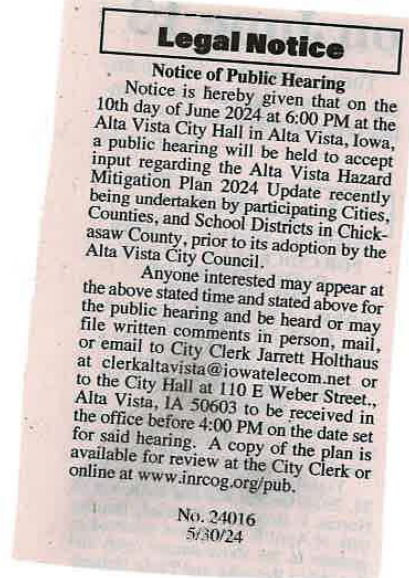 Legal Notice
Notice of Public Hearing
Notice is hereby given that on the
10th day of June 2024 at 6:00 PM at the
Alta Vista City Hall in Alta Vista, Iowa,
a public hearing will be held to accept
input regarding the Alta Vista Hazard
Mitigation Plan 2024 Update recently
being undertaken by participating Cities,
Counties, and School Districts in Chick-
asaw County, prior to its adoption by the
Alta Vista City Council.
Anyone interested may appear at
the above stated time and stated above for
the public hearing and be heard or may
file written comments in person, mail,
or email to City Clerk Jarrett Holthaus
at clerkaltavista@iowatelecom.net or
to the City Hall at 110 E Weber Street.,
Alta Vista, IA 50603 to be received in
the office before 4:00 PM on the date set
for said hearing. A copy of the plan is
available for review at the City Clerk or
online at www.inrcog.org/pub.
No. 24016
5/30/24